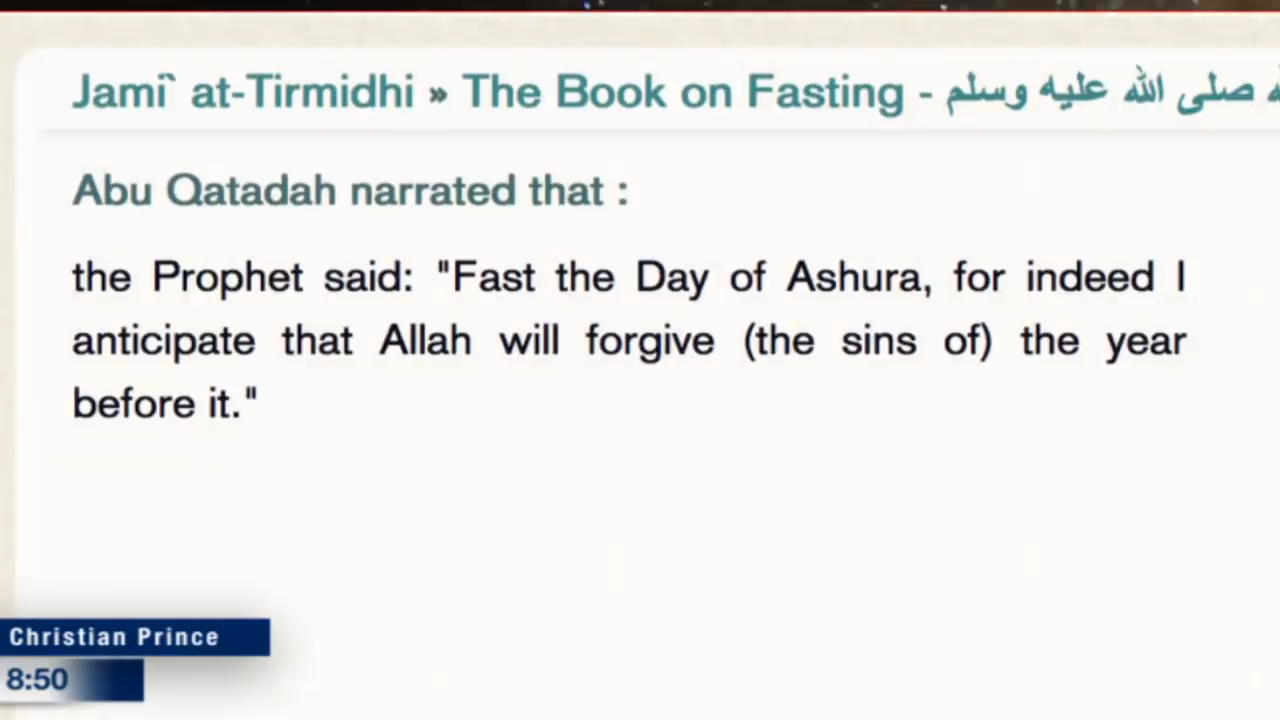 Jami` at-Tirmidhi » The Book on Fasting - صلى الله عليه وسلم
Abu Qatadah narrated that :
the Prophet said: "Fast the Day of Ashura, for indeed I
anticipate that Allah will forgive (the sins of) the year
before it."
Christian Prince
8:50